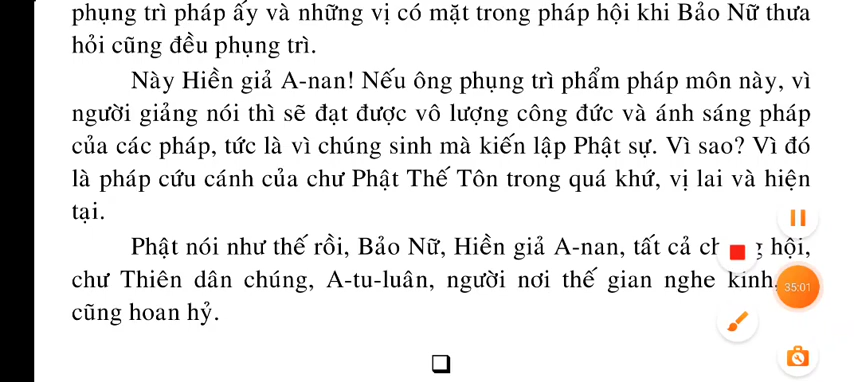 phụng trì pháp ấy và những vị có mặt trong pháp hội khi Bảo Nữ thưa
hỏi cũng đều phụng trì.
Này Hiền giả A-nan! Nếu ông phụng trì phẩm pháp môn này, vì
người giảng nói thì sẽ đạt được vô lượng công đức và ánh sáng pháp
của các pháp, tức là vì chúng sinh mà kiến lập Phật sự. Vì sao? Vì đó
là pháp cứu cánh của chư Phật Thế Tôn trong quá khứ, vị lai và hiện
tại.
Phật nói như thế rồi, Bảo Nữ, Hiền giả A-nan, tất cả hội,
chư Thiên dân chúng, A-tu-luân, người nơi thế gian nghe kinh,
35:01
cũng hoan hỷ.